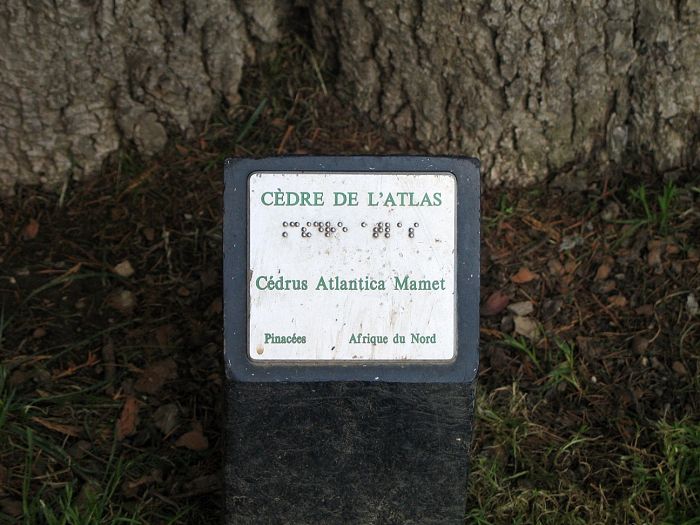 CÈDRE DE L'ATLAS
Cédrus Atlantica Mamet
Pinacées Afrique du Nord